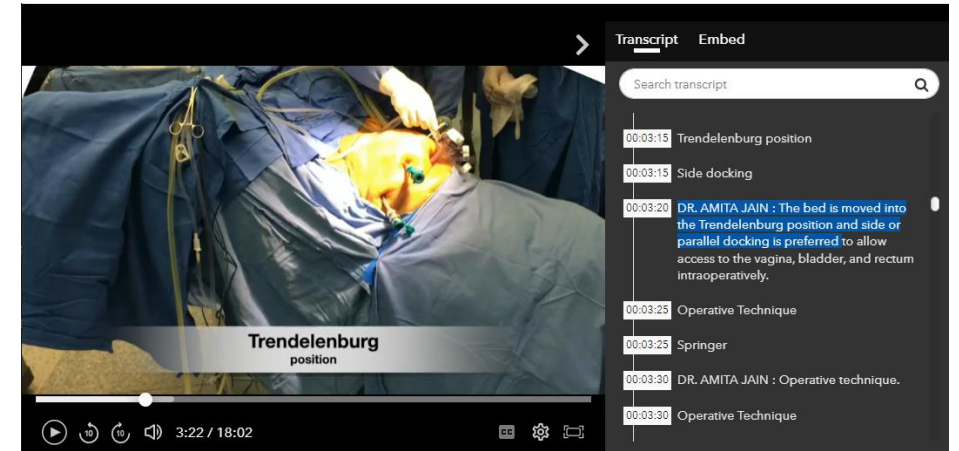 Transcript Embed
Search transcript
00:03:15 Trendelenburg position
00:03:15 Side docking
00:03:20 DR. AMITA JAIN : The bed is moved into
the Trendelenburg position and side or
parallel docking is preferred to allow
access to the vagina, bladder, and rectum
intraoperatively.
00:03:25 Operative Technique
00:03:25 Springer
00:03:30 DR. AMITA JAIN : Operative technique.
00:03:30 Operative Technique
Trendelenburg
position
10 10 3:22 / 18:02 CC